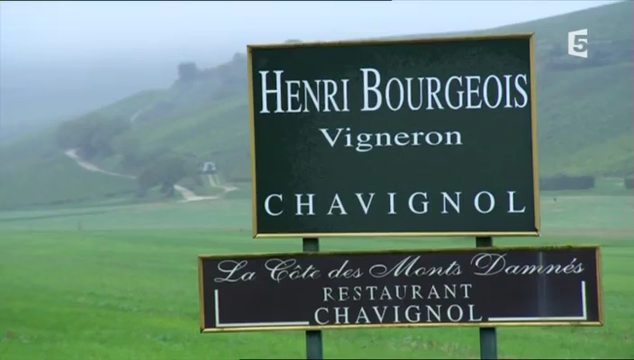 5
HENRI BOURGEOIS
Vigneron
CHAVIGNOL
La Côte des Monts Damnés
RESTAURANT
CHAVIGNOL